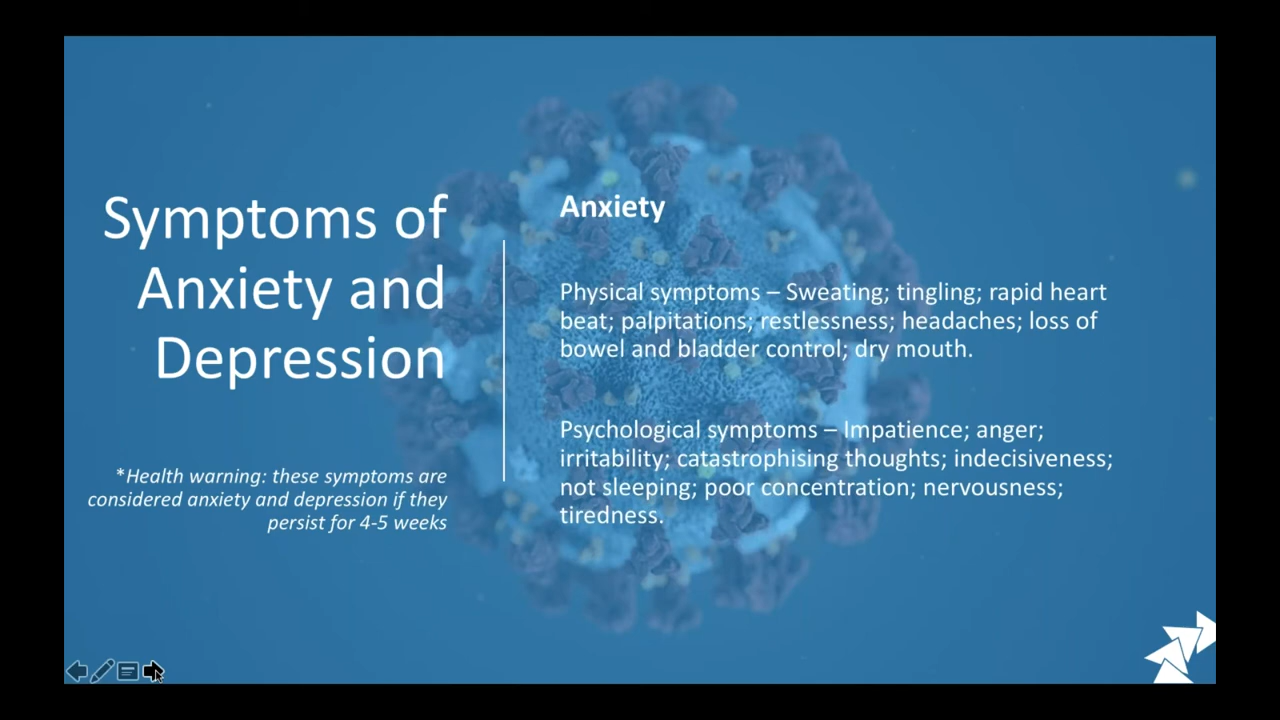 Symptoms of
Anxiety and
Depression
*Health warning: these symptoms are
considered anxiety and depression if they
persist for 4-5 weeks
Anxiety
Physical symptoms – Sweating; tingling; rapid heart
beat; palpitations; restlessness; headaches; loss of
bowel and bladder control; dry mouth.
Psychological symptoms – Impatience; anger;
irritability; catastrophising thoughts; indecisiveness;
not sleeping; poor concentration; nervousness;
tiredness.